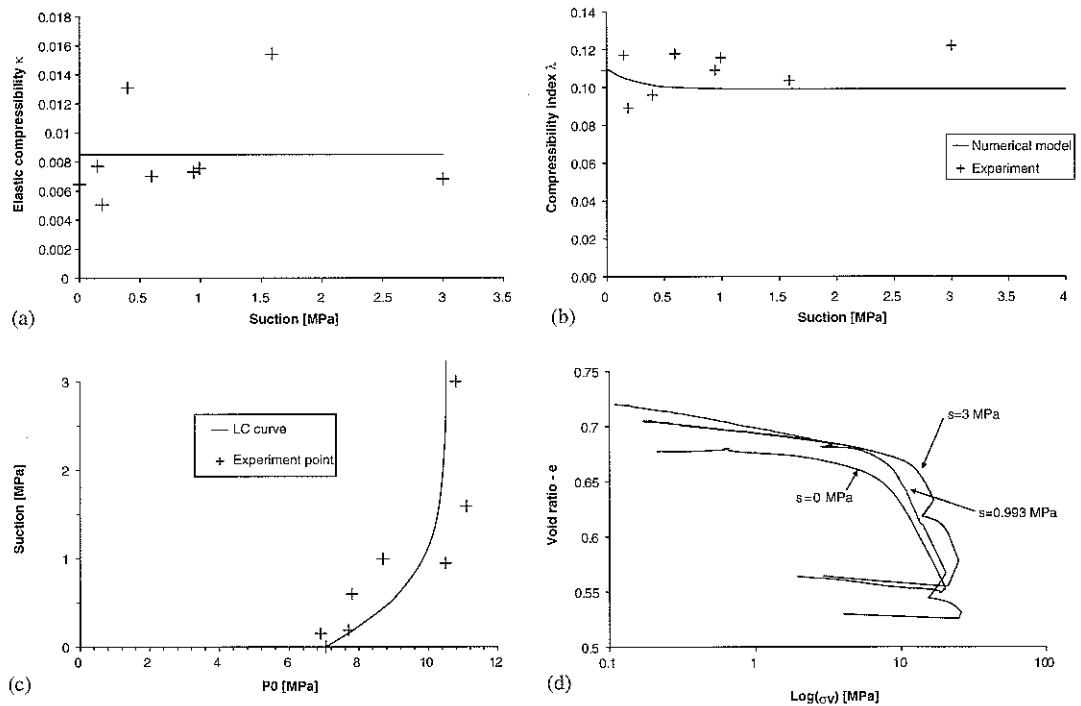 0.018
0.016
0.014
0.012
0.01
0.008
0.006
0.004
0.002
0
Elastic compressibility κ
0 0.5 1 1.5 2 2.5 3 3.5
Suction [MPa]
(a)
0.14
0.12
0.10
0.08
0.06
0.04
0.02
0.00
Compressibility index λ
Numerical model
Experiment
0 0.5 1 1.5 2 2.5 3 3.5 4
Suction [MPa]
(b)
3
2
1
0
Suction [MPa]
LC curve
Experiment point
0 2 4 6 8 10 12
P0 [MPa]
(c)
0.75
0.7
0.65
0.6
0.55
0.5
Void ratio - e
s=3 MPa
s=0.993 MPa
s=0 MPa
0.1 1 10 100
Log(σv) [MPa]
(d)